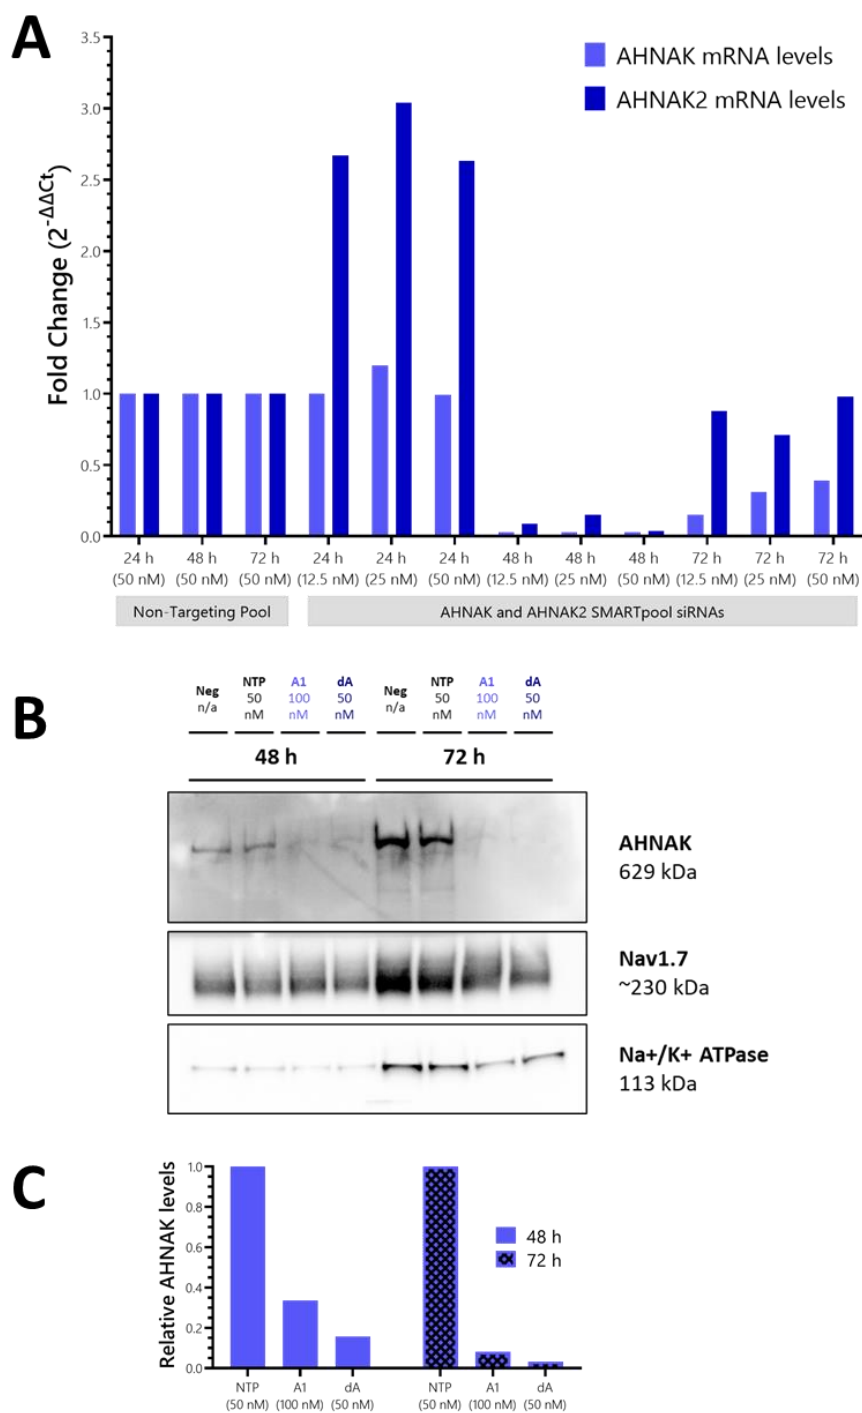 A
3.5
3.0
2.5
2.0
1.5
1.0
0.5
0.0
Fold Change (2^-ΔΔCt)
AHNAK mRNA levels
AHNAK2 mRNA levels
24 h 48 h 72 h 24 h 24 h 24 h 48 h 48 h 48 h 72 h 72 h 72 h
(50 nM) (50 nM) (50 nM) (12.5 nM) (25 nM) (50 nM) (12.5 nM) (25 nM) (50 nM) (12.5 nM) (25 nM) (50 nM)
Non-Targeting Pool AHNAK and AHNAK2 SMARTpool siRNAs
B
Neg n/a
NTP 50 nM
A1 100 nM
dA 50 nM
Neg n/a
NTP 50 nM
A1 100 nM
dA 50 nM
48 h 72 h
AHNAK
629 kDa
Nav1.7
~230 kDa
Na+/K+ ATPase
113 kDa
C
Relative AHNAK levels
1.0
0.8
0.6
0.4
0.2
0.0
48 h
72 h
NTP A1 dA NTP A1 dA
(50 nM) (100 nM) (50 nM) (50 nM) (100 nM) (50 nM)